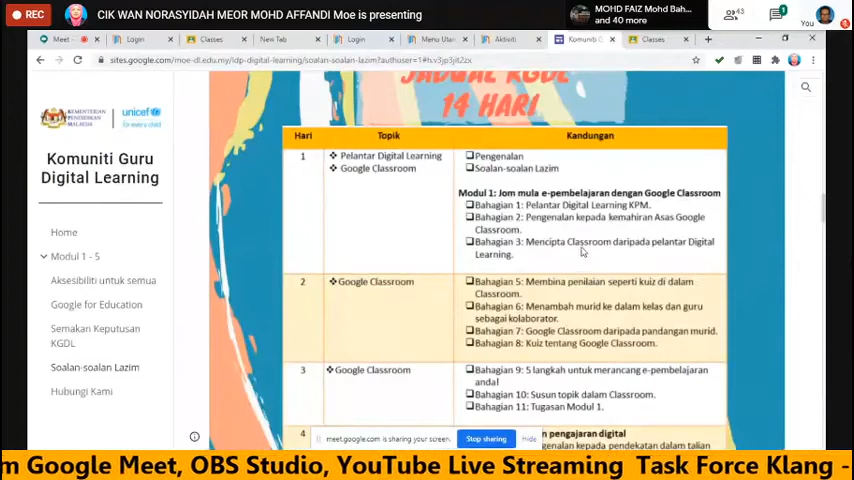 REC
CIK WAN NORASYIDAH MEOR MOHD AFFANDI Moe is presenting
MOHD FAIZ Mohd Bah...
and 40 more
43
1
You
Meet -
Login
Classes
New Tab
Login
Menu Utam
Aktiviti
Komuniti G
Classes
sites.google.com/moe-dl.edu.my/idp-digital-learning/soalan-soalan-lazim?authuser=1#h.v3jp3jit2zx
KEMENTERIAN
PENDIDIKAN
MALAYSIA
unicef
for every child
Komuniti Guru
Digital Learning
Home
Modul 1 - 5
Aksesibiliti untuk semua
Google for Education
Semakan Keputusan
KGDL
Soalan-soalan Lazim
Hubungi Kami
JADUAL KGDL
14 HARI
Hari Topik Kandungan
1
Pelantar Digital Learning
Google Classroom
Pengenalan
Soalan-soalan Lazim
Modul 1: Jom mula e-pembelajaran dengan Google Classroom
Bahagian 1: Pelantar Digital Learning KPM.
Bahagian 2: Pengenalan kepada kemahiran Asas Google
Classroom.
Bahagian 3: Mencipta Classroom daripada pelantar Digital
Learning.
2
Google Classroom
Bahagian 5: Membina penilaian seperti kuiz di dalam
Classroom.
Bahagian 6: Menambah murid ke dalam kelas dan guru
sebagai kolaborator.
Bahagian 7: Google Classroom daripada pandangan murid.
Bahagian 8: Kuiz tentang Google Classroom.
3
Google Classroom
Bahagian 9: 5 langkah untuk merancang e-pembelajaran
anda!
Bahagian 10: Susun topik dalam Classroom.
Bahagian 11: Tugasan Modul 1.
4
n pengajaran digital
genalan kepada pendekatan dalam talian
meet.google.com is sharing your screen.
Stop sharing
Hide
m Google Meet, OBS Studio, YouTube Live Streaming Task Force Klang -